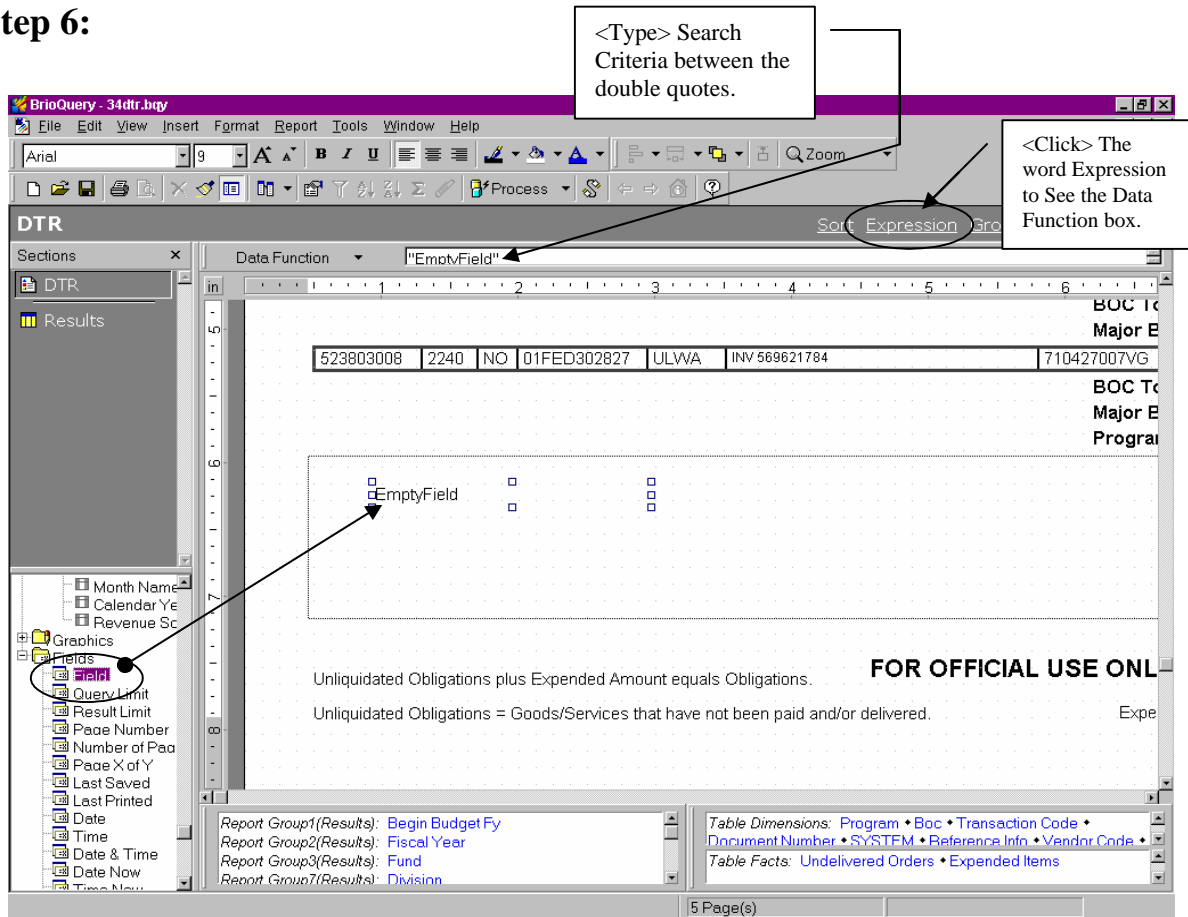 tep 6:
<Type> Search
Criteria between the
double quotes.
BrioQuery - 34dtr.bqy
File Edit View Insert Format Report Tools Window Help
<Click> The
word Expression
to See the Data
Function box.
Arial 9 B I U Zoom
Process
DTR
Sort Expression Gro
Sections
Data Function "EmptyField"
DTR
Results
in 1 2 3 4 5 6
BOC To
5
Major B
523803008 2240 NO 01FED302827 ULWA INV 569621784 710427007VG
BOC To
Major B
Program
6
EmptyField
Month Name
Calendar Ye
Revenue So
Graphics
Fields
Field
Query Limit
Result Limit
Page Number
Number of Pag
Page X of Y
Last Saved
Last Printed
Date
Time
Date & Time
Date Now
Time Now
7
FOR OFFICIAL USE ONL
Unliquidated Obligations plus Expended Amount equals Obligations.
Unliquidated Obligations = Goods/Services that have not been paid and/or delivered. Expe
8
Report Group1(Results): Begin Budget Fy
Report Group2(Results): Fiscal Year
Report Group3(Results): Fund
Report Group7(Results): Division
Table Dimensions: Program ♦ Boc ♦ Transaction Code ♦
Document Number ♦ SYSTEM ♦ Reference Info ♦ Vendor Code ♦
Table Facts: Undelivered Orders ♦ Expended Items
5 Page(s)